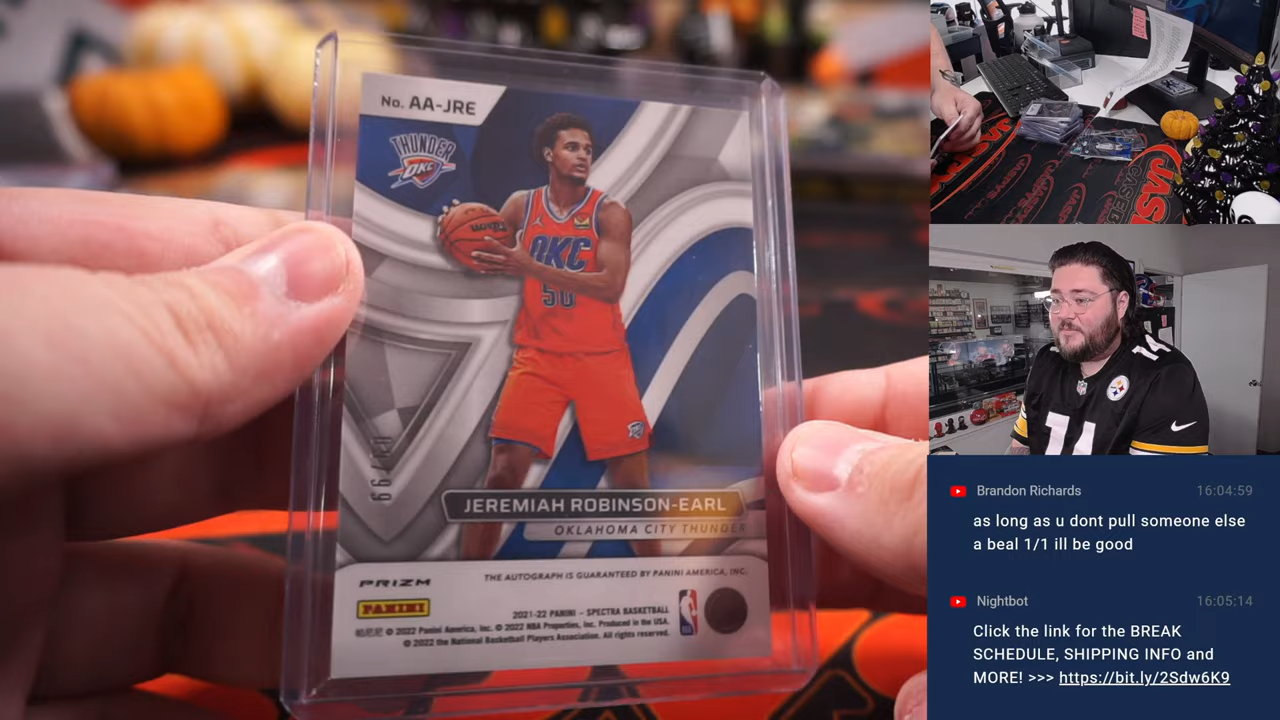 No. AA-JRE
THUNDER
OKC
OKC
50
JEREMIAH ROBINSON-EARL
OKLAHOMA CITY THUNDER
THE AUTOGRAPH IS GUARANTEED BY PANINI AMERICA, INC.
PRIZM
PANINI
2021-22 PANINI – SPECTRA BASKETBALL
© 2022 Panini America, Inc. © 2022 NBA Properties, Inc. Produced in the USA.
© 2022 the National Basketball Players Association. All rights reserved.
14
14
Brandon Richards
16:04:59
as long as u dont pull someone else
a beal 1/1 ill be good
Nightbot
16:05:14
Click the link for the BREAK
SCHEDULE, SHIPPING INFO and
MORE! >>> https://bit.ly/2Sdw6K9